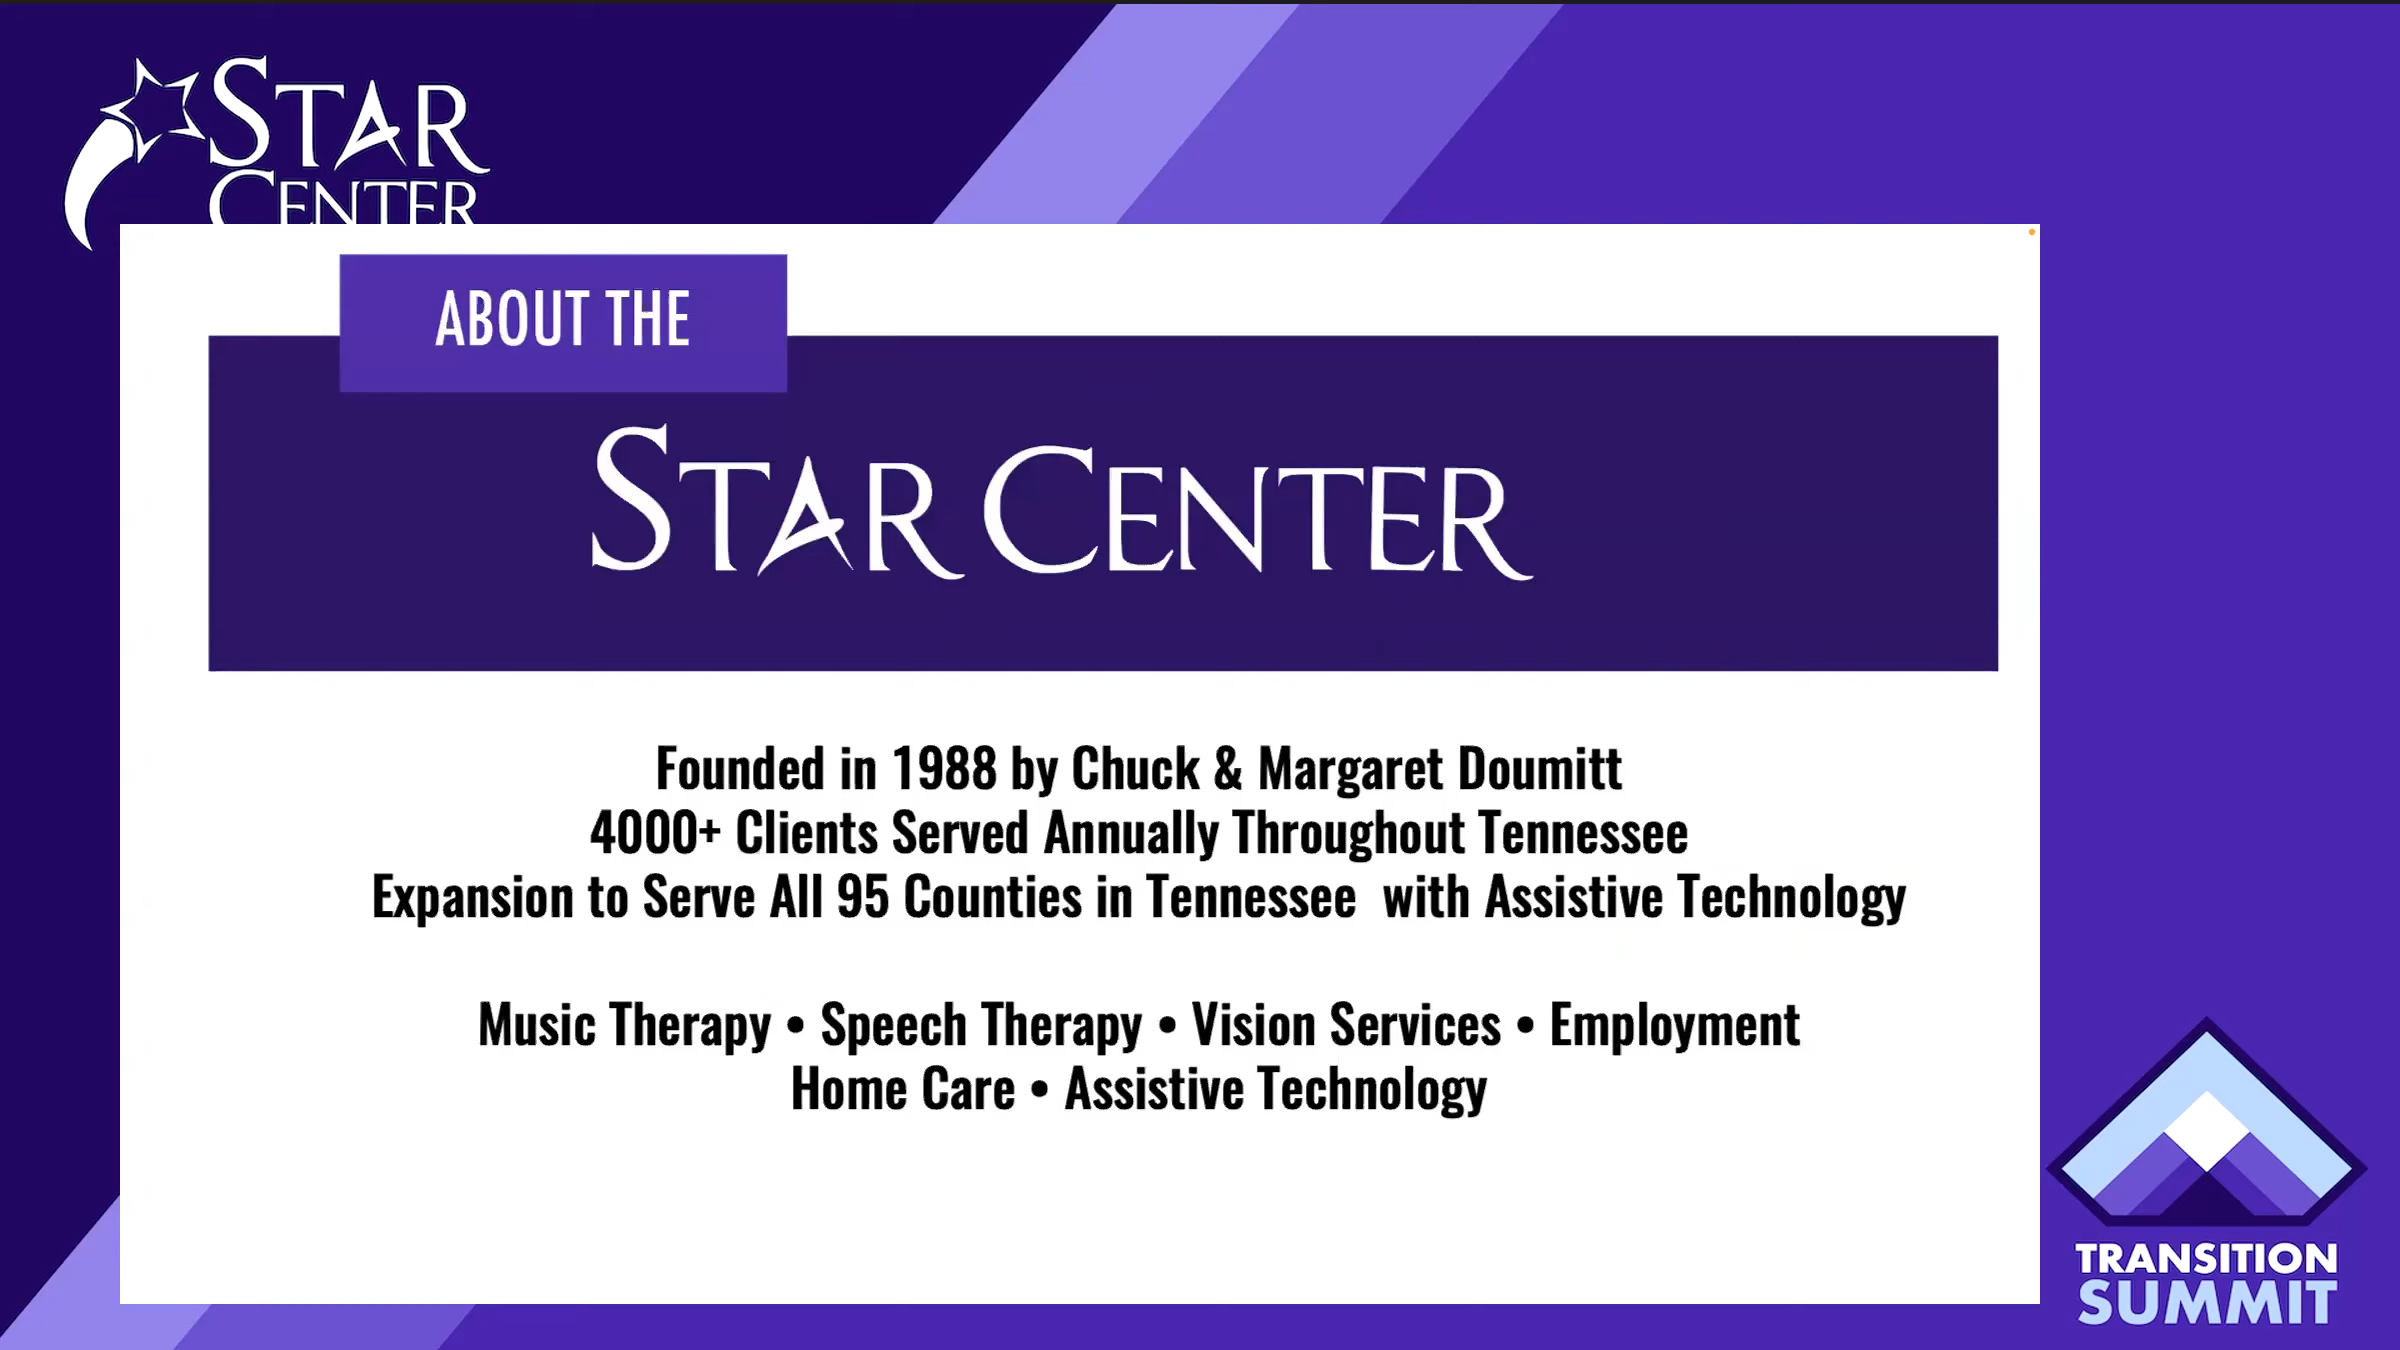 STAR
CENTER
ABOUT THE
STAR CENTER
Founded in 1988 by Chuck & Margaret Doumitt
4000+ Clients Served Annually Throughout Tennessee
Expansion to Serve All 95 Counties in Tennessee  with Assistive Technology
Music Therapy • Speech Therapy • Vision Services • Employment
Home Care • Assistive Technology
TRANSITION
SUMMIT